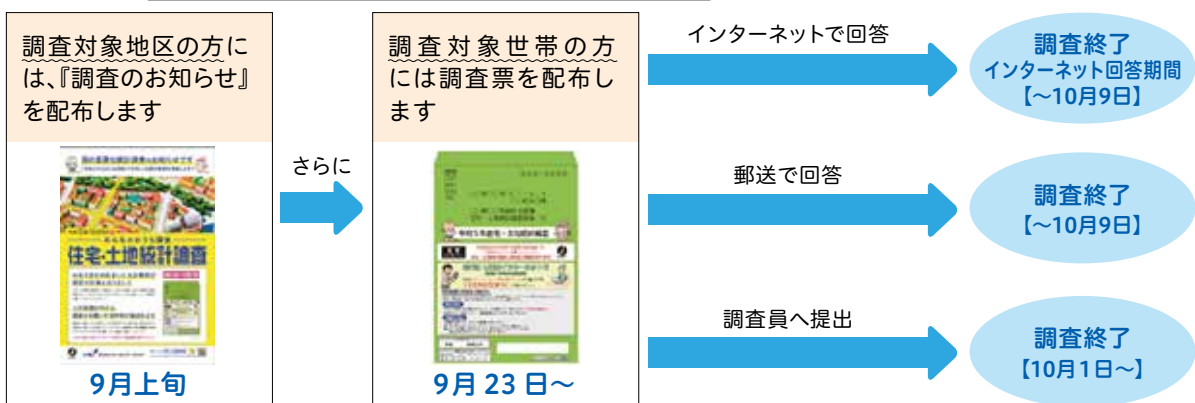 調査対象地区の方に
は、『調査のお知らせ』
を配布します
住宅・土地統計調査
9月上旬
さらに
調査対象世帯の方
には調査票を配布し
ます
9月 23 日～
インターネットで回答
調査終了
インターネット回答期間
【～10月9日】
郵送で回答
調査終了
【～10月9日】
調査員へ提出
調査終了
【10月1日～】